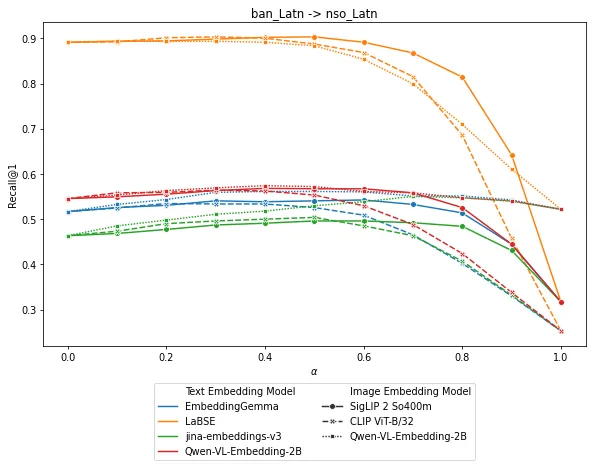 ban_Latn -> nso_Latn
Recall@1
0.9
0.8
0.7
0.6
0.5
0.4
0.3
0.0 0.2 0.4 0.6 0.8 1.0
α
Text Embedding Model
EmbeddingGemma
LaBSE
jina-embeddings-v3
Qwen-VL-Embedding-2B
Image Embedding Model
SigLIP 2 So400m
CLIP ViT-B/32
Qwen-VL-Embedding-2B